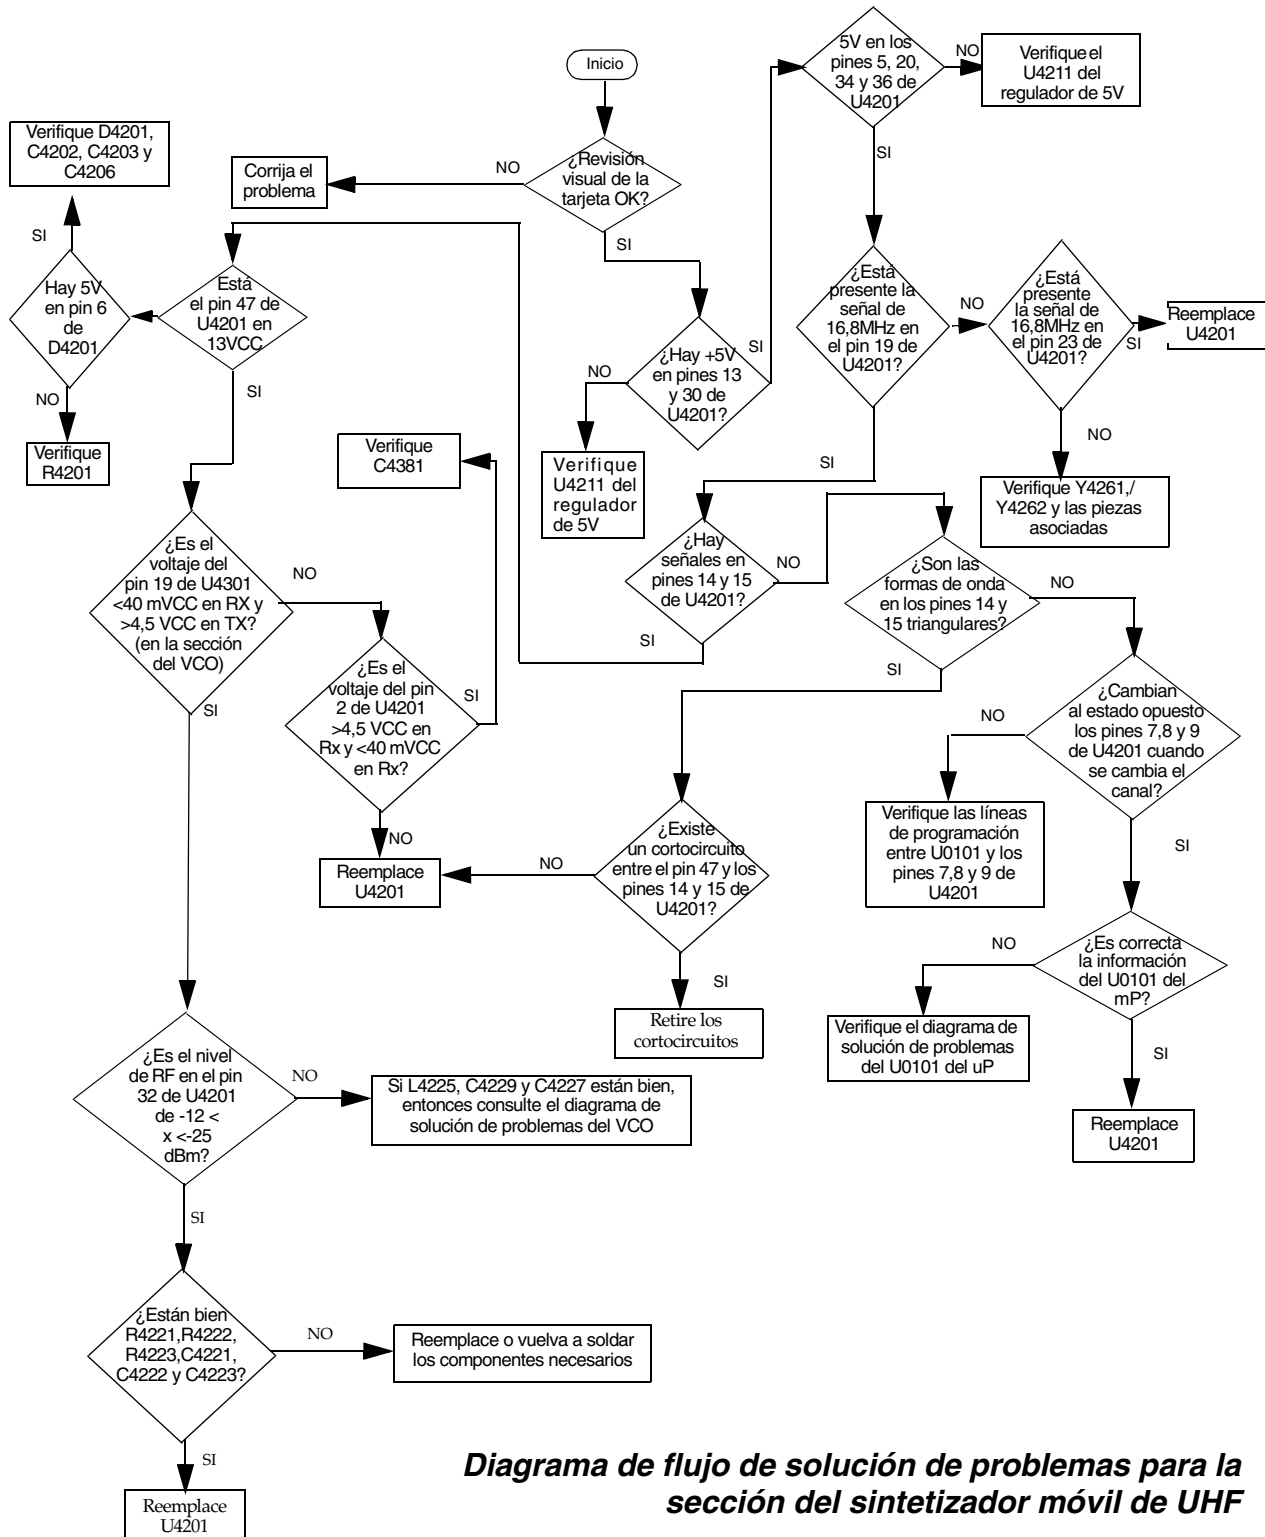 Inicio
5V en los
pines 5, 20,
34 y 36 de
U4201
NO
Verifique el
U4211 del
regulador de 5V
SI
Verifique D4201,
C4202, C4203 y
C4206
Corrija el
problema
NO
¿Revisión
visual de la
tarjeta OK?
SI
SI
Hay 5V
en pin 6
de
D4201
NO
Verifique
R4201
Está
el pin 47 de
U4201 en
13VCC
SI
¿Hay +5V
en pines 13
y 30 de
U4201?
SI
NO
Verifique
U4211 del
regulador
de 5V
¿Está
presente la
señal de
16,8MHz en
el pin 19 de
U4201?
NO
SI
¿Está
presente
la señal de
16,8MHz en
el pin 23 de
U4201?
SI
Reemplace
U4201
NO
Verifique Y4261,/
Y4262 y las piezas
asociadas
Verifique
C4381
¿Es el
voltaje del
pin 19 de U4301
<40 mVCC en RX y
>4,5 VCC en TX?
(en la sección
del VCO)
NO
SI
¿Es el
voltaje del pin
2 de U4201
>4,5 VCC en
Rx y <40 mVCC
en Rx?
SI
NO
Reemplace
U4201
¿Hay
señales en
pines 14 y 15
de U4201?
NO
SI
¿Son las
formas de onda
en los pines 14 y
15 triangulares?
NO
SI
¿Existe
un cortocircuito
entre el pin 47 y los
pines 14 y 15 de
U4201?
NO
SI
Retire los
cortocircuitos
¿Cambian
al estado opuesto
los pines 7,8 y 9
de U4201 cuando
se cambia el
canal?
NO
SI
Verifique las líneas
de programación
entre U0101 y los
pines 7,8 y 9 de
U4201
¿Es correcta
la información
del U0101 del
mP?
NO
SI
Verifique el diagrama de
solución de problemas
del U0101 del uP
Reemplace
U4201
¿Es el nivel
de RF en el pin
32 de U4201
de -12 <
x <-25
dBm?
NO
SI
Si L4225, C4229 y C4227 están bien,
entonces consulte el diagrama de
solución de problemas del VCO
¿Están bien
R4221,R4222,
R4223,C4221,
C4222 y C4223?
NO
SI
Reemplace o vuelva a soldar
los componentes necesarios
Reemplace
U4201
Diagrama de flujo de solución de problemas para la
sección del sintetizador móvil de UHF